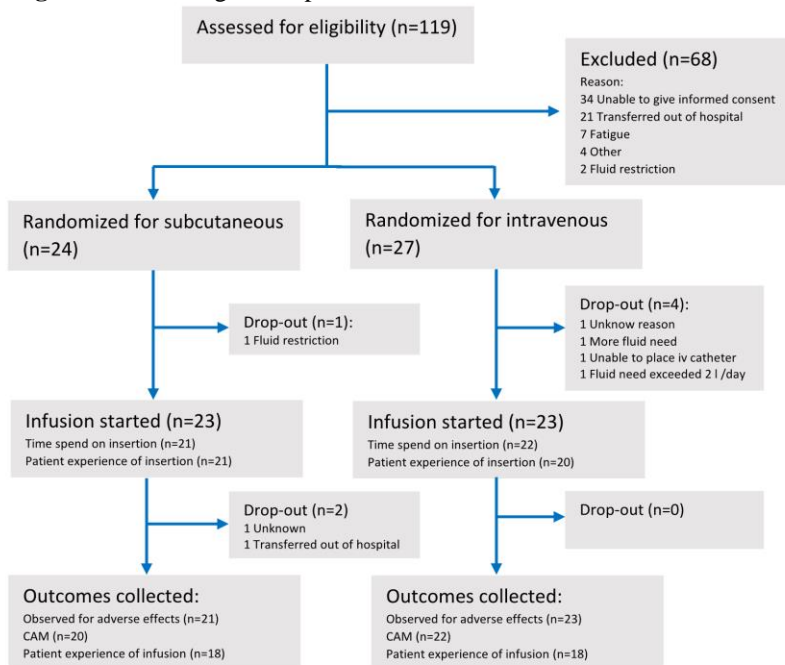 Assessed for eligibility (n=119)
Excluded (n=68)
Reason:
34 Unable to give informed consent
21 Transferred out of hospital
7 Fatigue
4 Other
2 Fluid restriction
Randomized for subcutaneous
(n=24)
Randomized for intravenous
(n=27)
Drop-out (n=1):
1 Fluid restriction
Drop-out (n=4):
1 Unknow reason
1 More fluid need
1 Unable to place iv catheter
1 Fluid need exceeded 2 l /day
Infusion started (n=23)
Time spend on insertion (n=21)
Patient experience of insertion (n=21)
Infusion started (n=23)
Time spend on insertion (n=22)
Patient experience of insertion (n=20)
Drop-out (n=2)
1 Unknown
1 Transferred out of hospital
Drop-out (n=0)
Outcomes collected:
Observed for adverse effects (n=21)
CAM (n=20)
Patient experience of infusion (n=18)
Outcomes collected:
Observed for adverse effects (n=23)
CAM (n=22)
Patient experience of infusion (n=18)